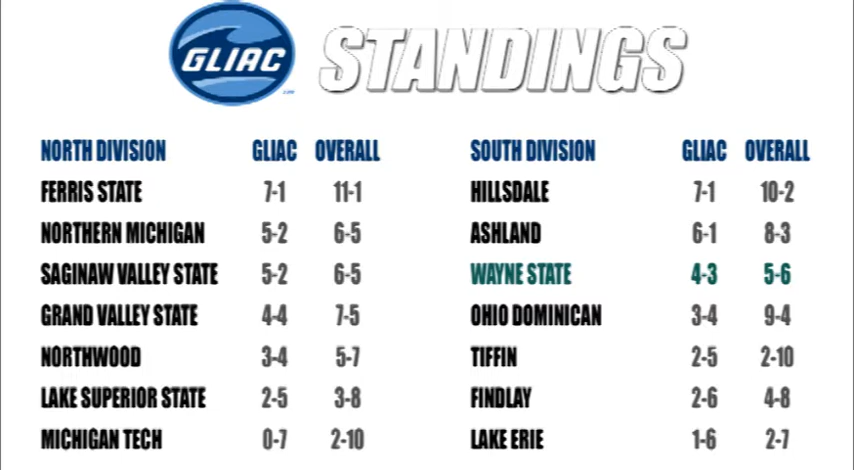 GLIAC
STANDINGS
NORTH DIVISION GLIAC OVERALL
FERRIS STATE 7-1 11-1
NORTHERN MICHIGAN 5-2 6-5
SAGINAW VALLEY STATE 5-2 6-5
GRAND VALLEY STATE 4-4 7-5
NORTHWOOD 3-4 5-7
LAKE SUPERIOR STATE 2-5 3-8
MICHIGAN TECH 0-7 2-10
SOUTH DIVISION GLIAC OVERALL
HILLSDALE 7-1 10-2
ASHLAND 6-1 8-3
WAYNE STATE 4-3 5-6
OHIO DOMINICAN 3-4 9-4
TIFFIN 2-5 2-10
FINDLAY 2-6 4-8
LAKE ERIE 1-6 2-7